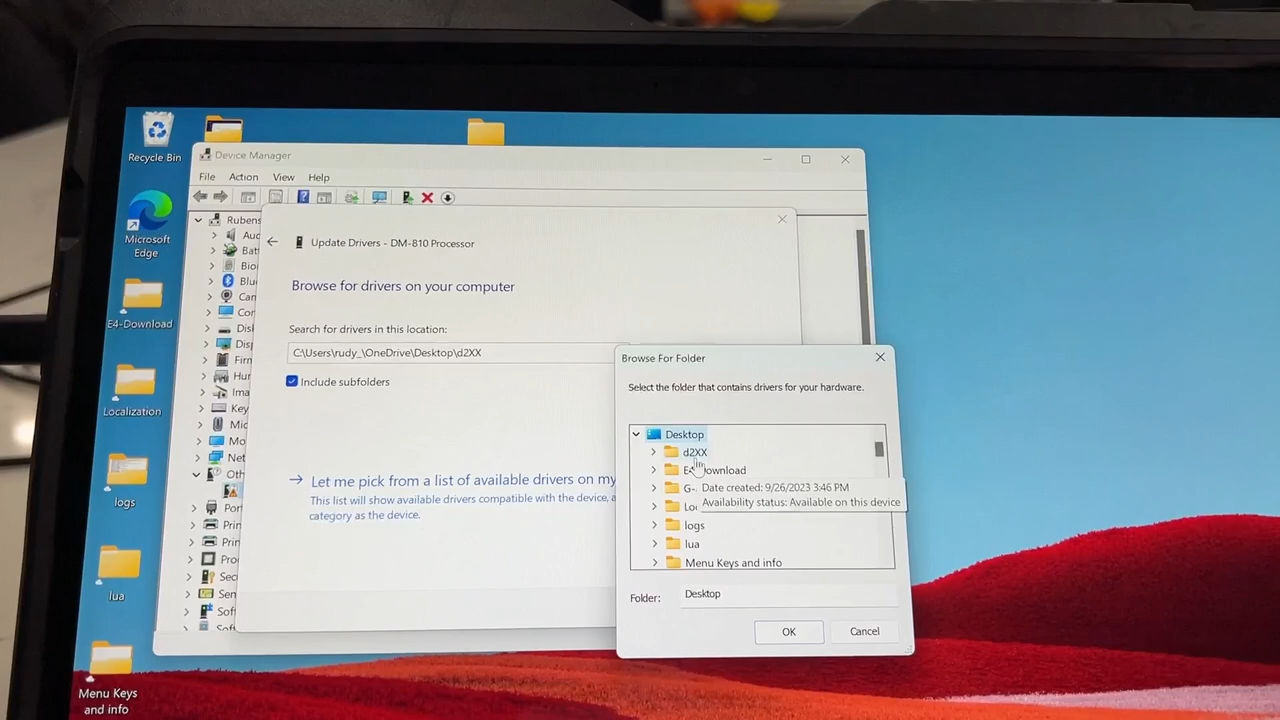 Recycle Bin
Microsoft
Edge
E4-Download
Localization
logs
lua
Menu Keys
and info
Device Manager
File
Action
View
Help
Rubens
Update Drivers - DM-810 Processor
Browse for drivers on your computer
Search for drivers in this location:
C:\Users\rudy_\OneDrive\Desktop\d2XX
Include subfolders
Let me pick from a list of available drivers on my
This list will show available drivers compatible with the device, a
category as the device.
Browse For Folder
Select the folder that contains drivers for your hardware.
Desktop
d2XX
E4-Download
G-
Loc
logs
lua
Menu Keys and info
Date created: 9/26/2023 3:46 PM
Availability status: Available on this device
Folder:
Desktop
OK
Cancel